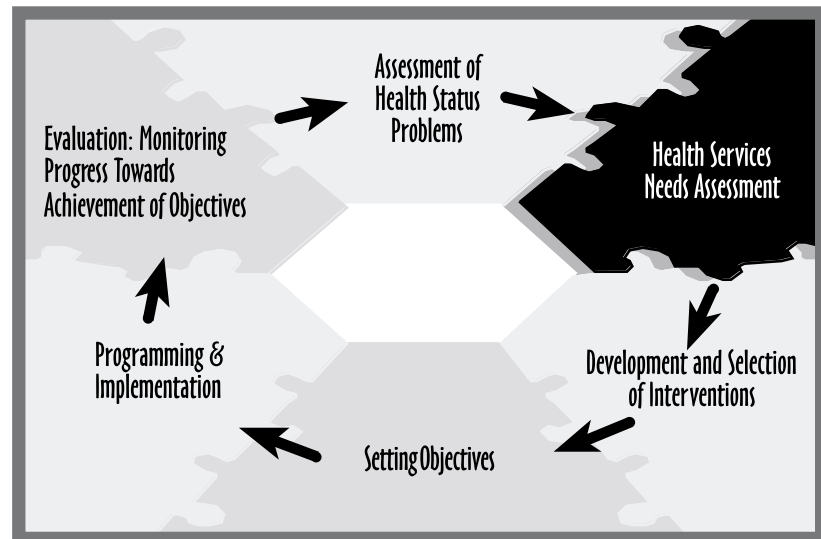 Assessment of
Health Status
Problems
Evaluation: Monitoring
Progress Towards
Achievement of Objectives
Health Services
Needs Assessment
Programming &
Implementation
Development and Selection
of Interventions
Setting Objectives